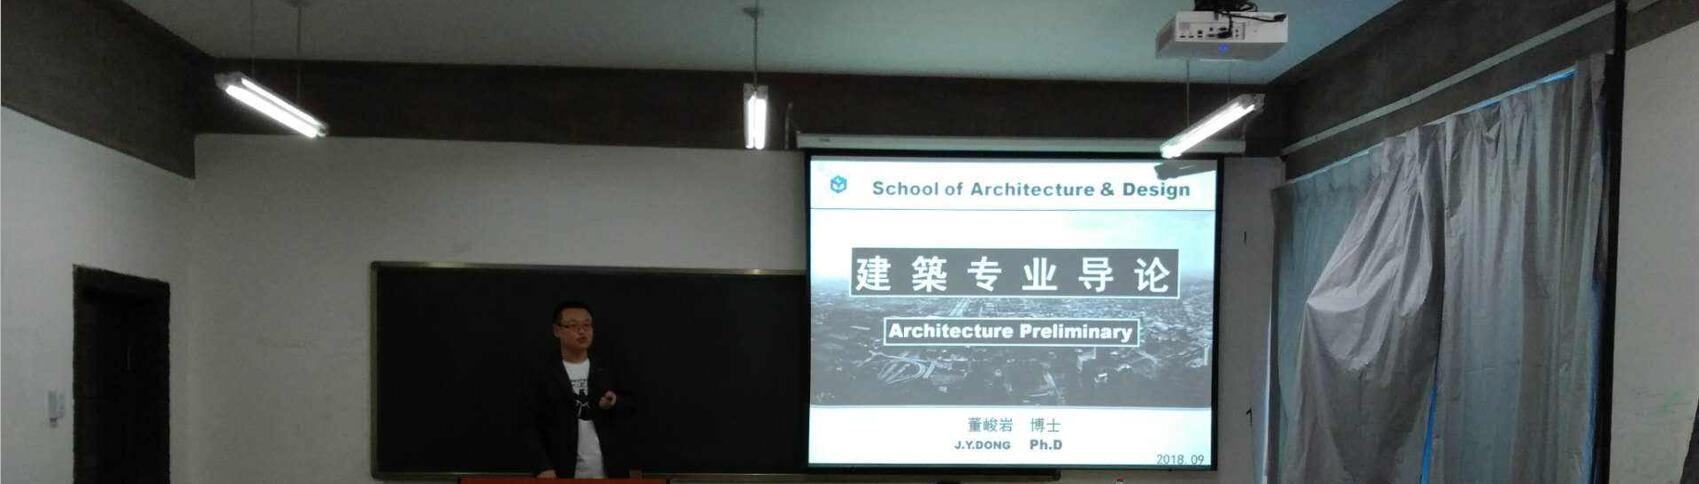 School of Architecture & Design
建築专业导论
Architecture Preliminary
董峻岩 博士
J.Y.DONG Ph.D
2018.09